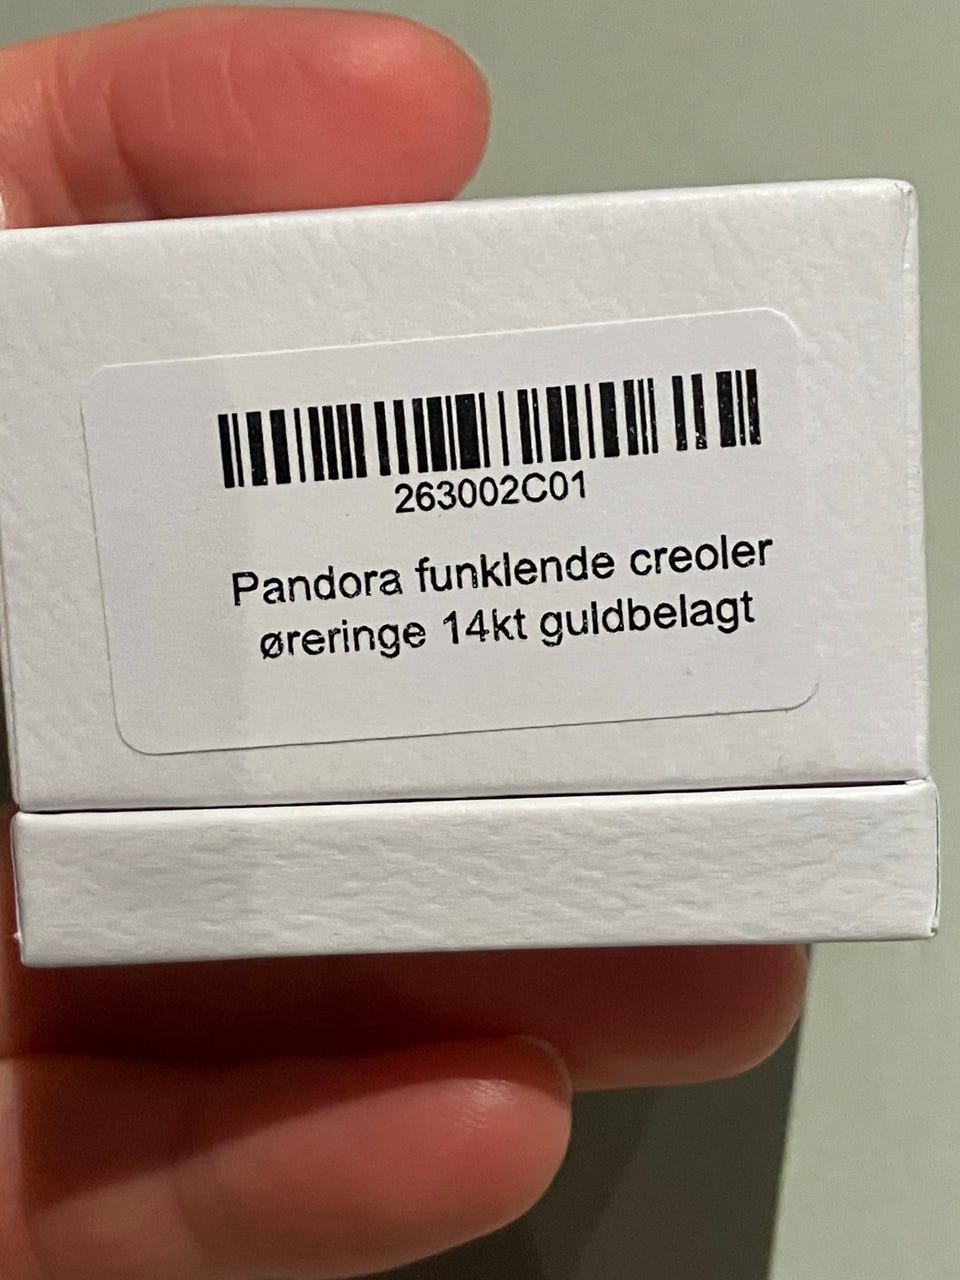 263002C01
Pandora funklende creoler
øreringe 14kt guldbelagt